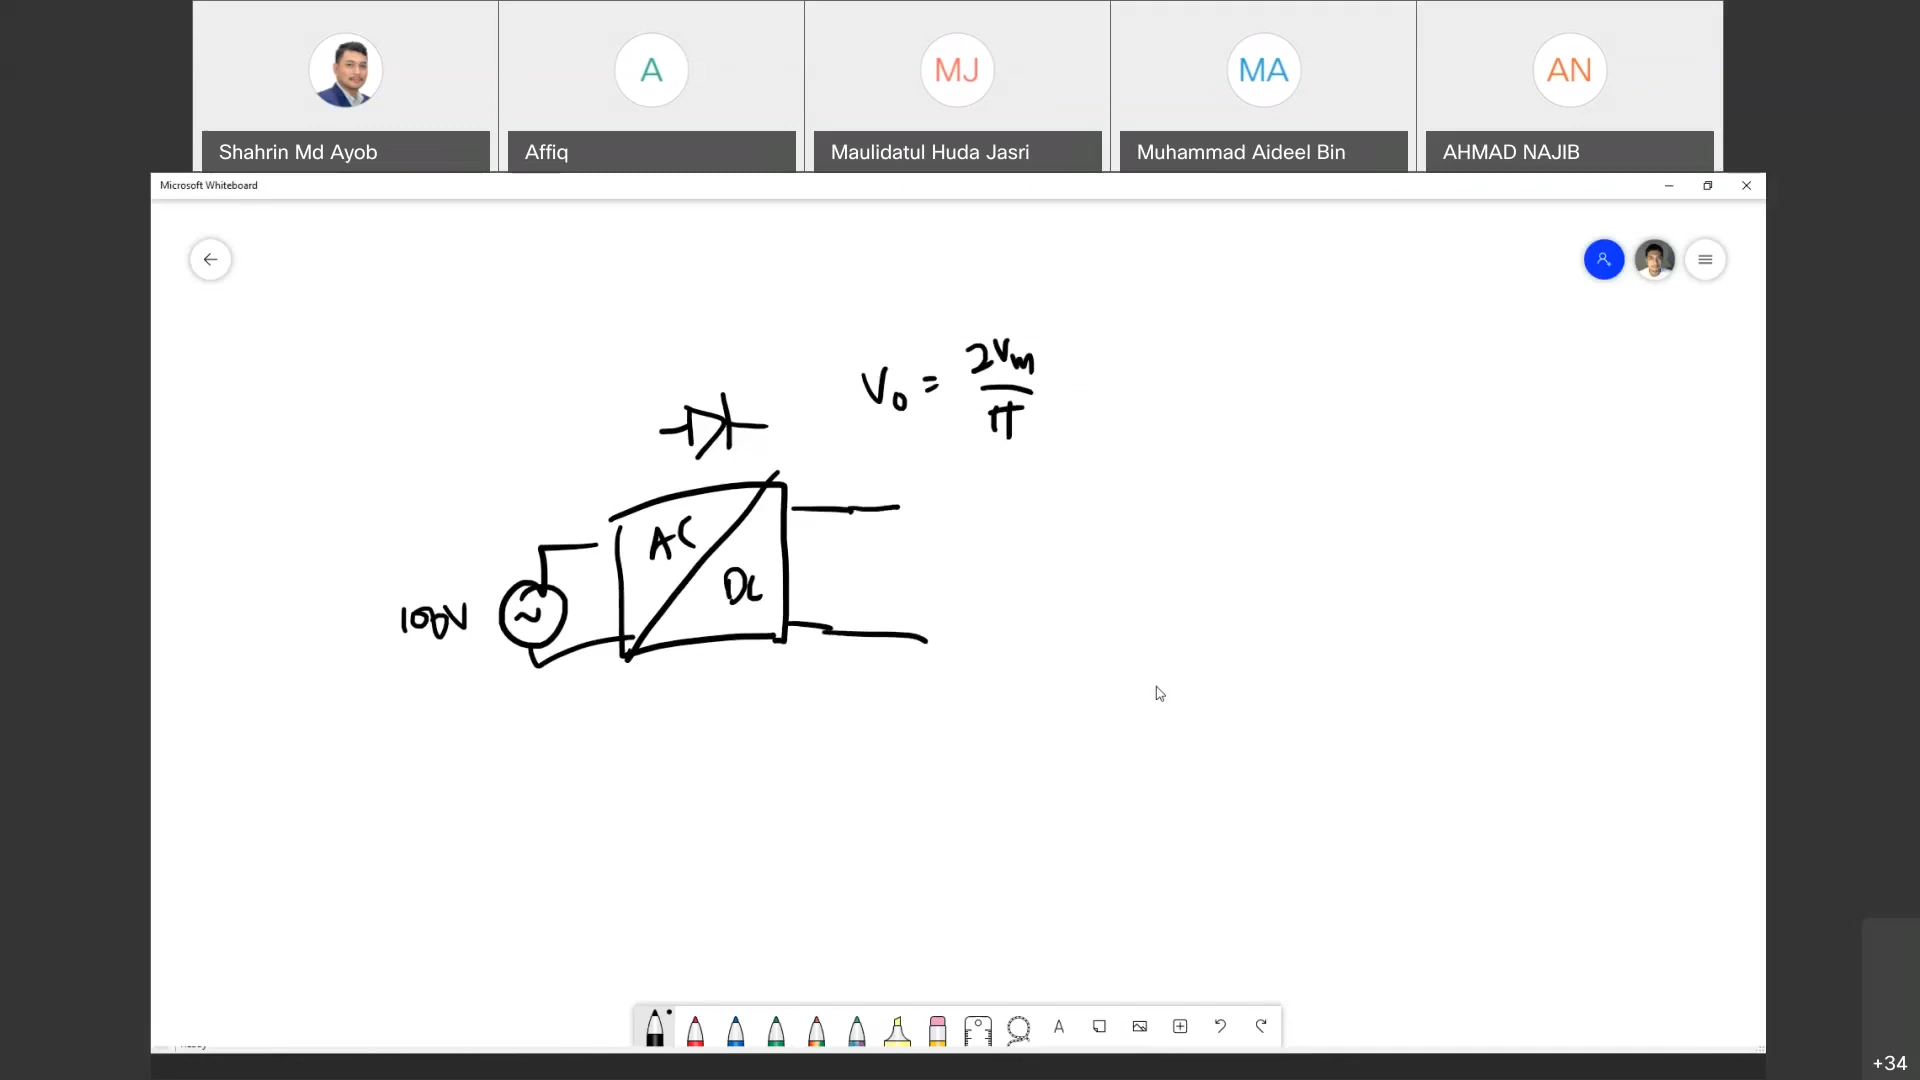 A
MJ
MA
AN
Shahrin Md Ayob
Affiq
Maulidatul Huda Jasri
Muhammad Aideel Bin
AHMAD NAJIB
Microsoft Whiteboard
V₀ = 2Vm/π
AC
DC
100V
~
A
+34